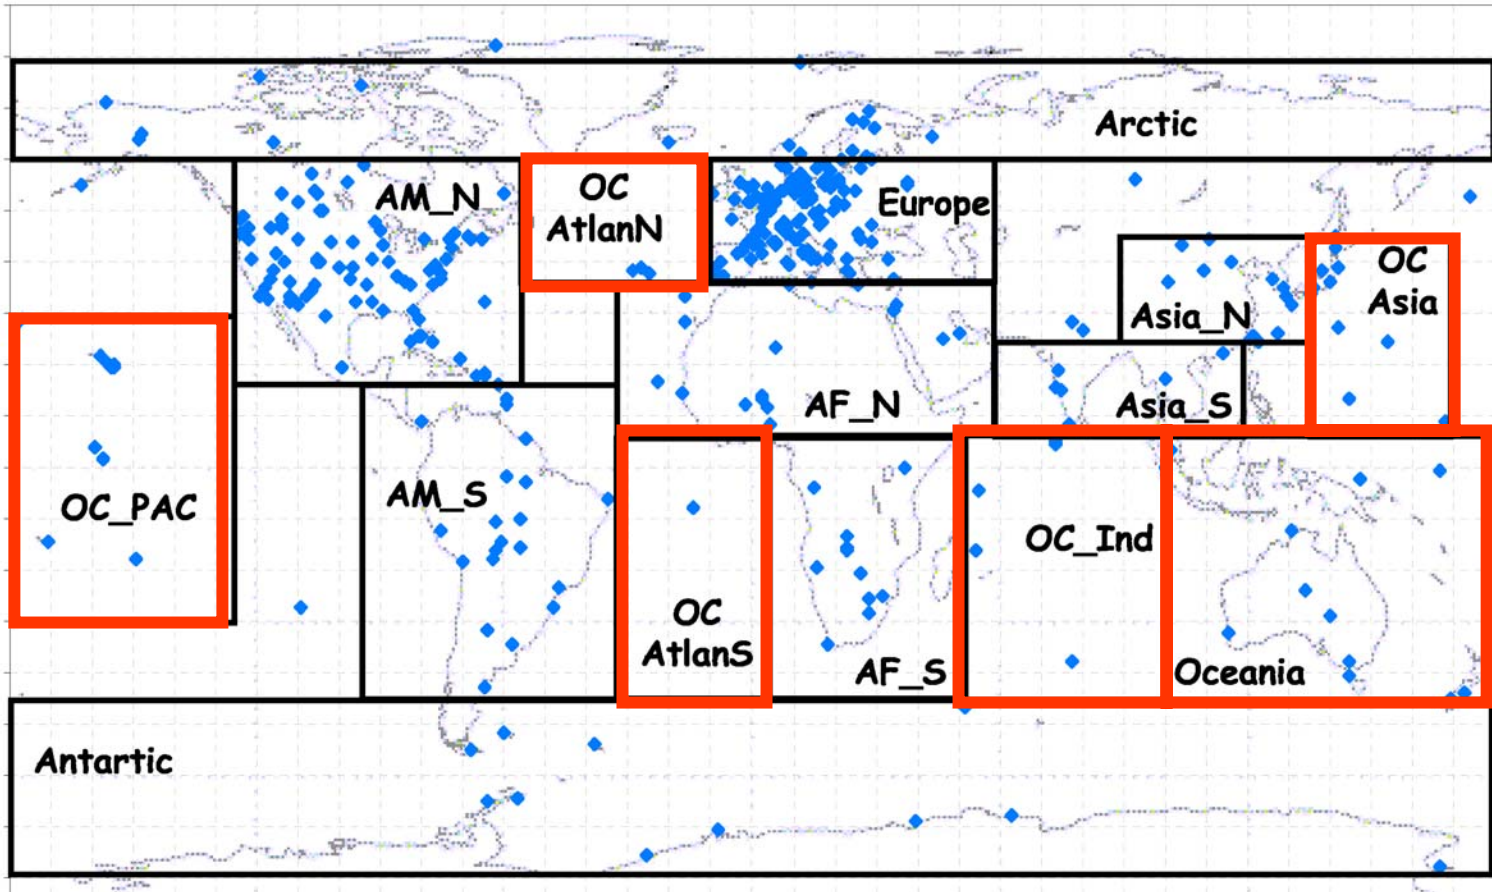 Arctic
AM_N
OC
AtlanN
Europe
OC
Asia
Asia_N
AF_N
Asia_S
OC_PAC
AM_S
OC_Ind
OC
AtlanS
AF_S
Oceania
Antartic